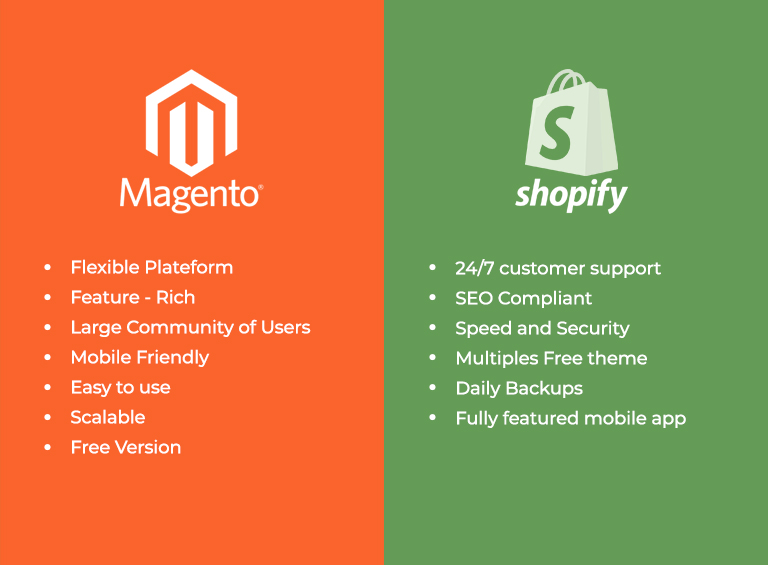 Magento®
Flexible Plateform
Feature - Rich
Large Community of Users
Mobile Friendly
Easy to use
Scalable
Free Version
S
shopify
24/7 customer support
SEO Compliant
Speed and Security
Multiples Free theme
Daily Backups
Fully featured mobile app